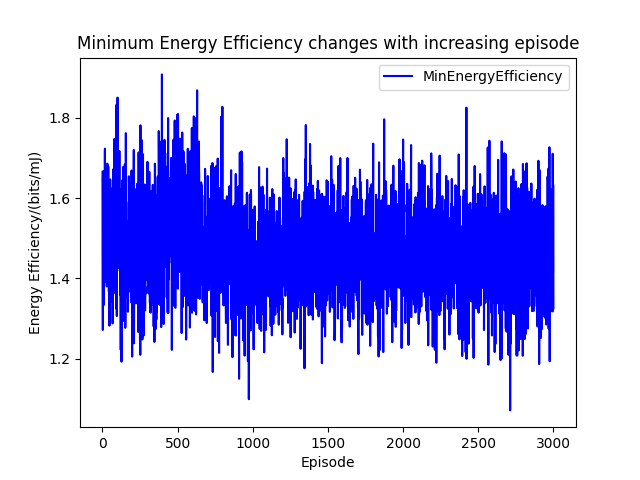 Minimum Energy Efficiency changes with increasing episode
MinEnergyEfficiency
Energy Efficiency/(bits/mJ)
1.8
1.6
1.4
1.2
0
500
1000
1500
2000
2500
3000
Episode